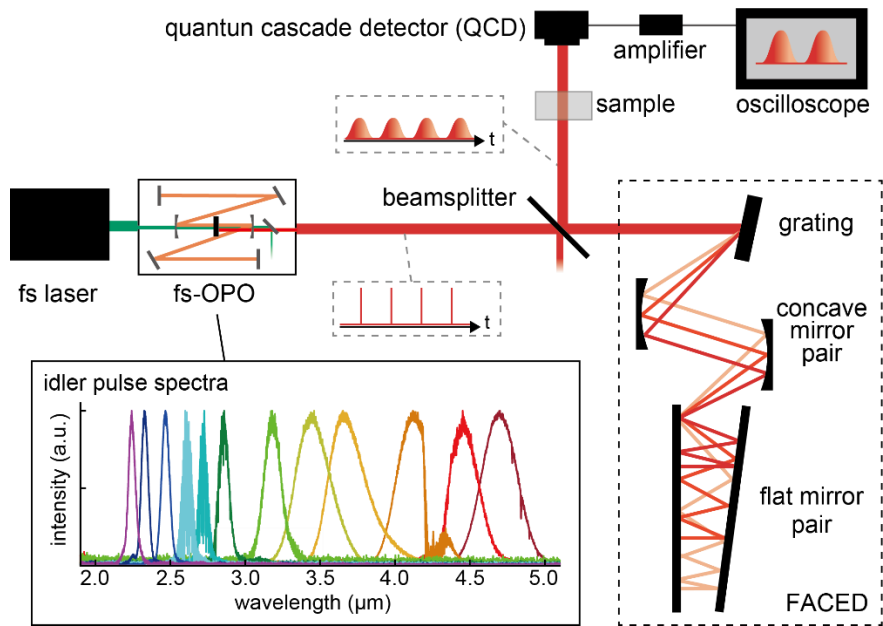 quantun cascade detector (QCD)
amplifier
oscilloscope
sample
t
beamsplitter
grating
fs laser
fs-OPO
t
concave
mirror
pair
idler pulse spectra
intensity (a.u.)
2.0 2.5 3.0 3.5 4.0 4.5 5.0
wavelength (µm)
flat mirror
pair
FACED